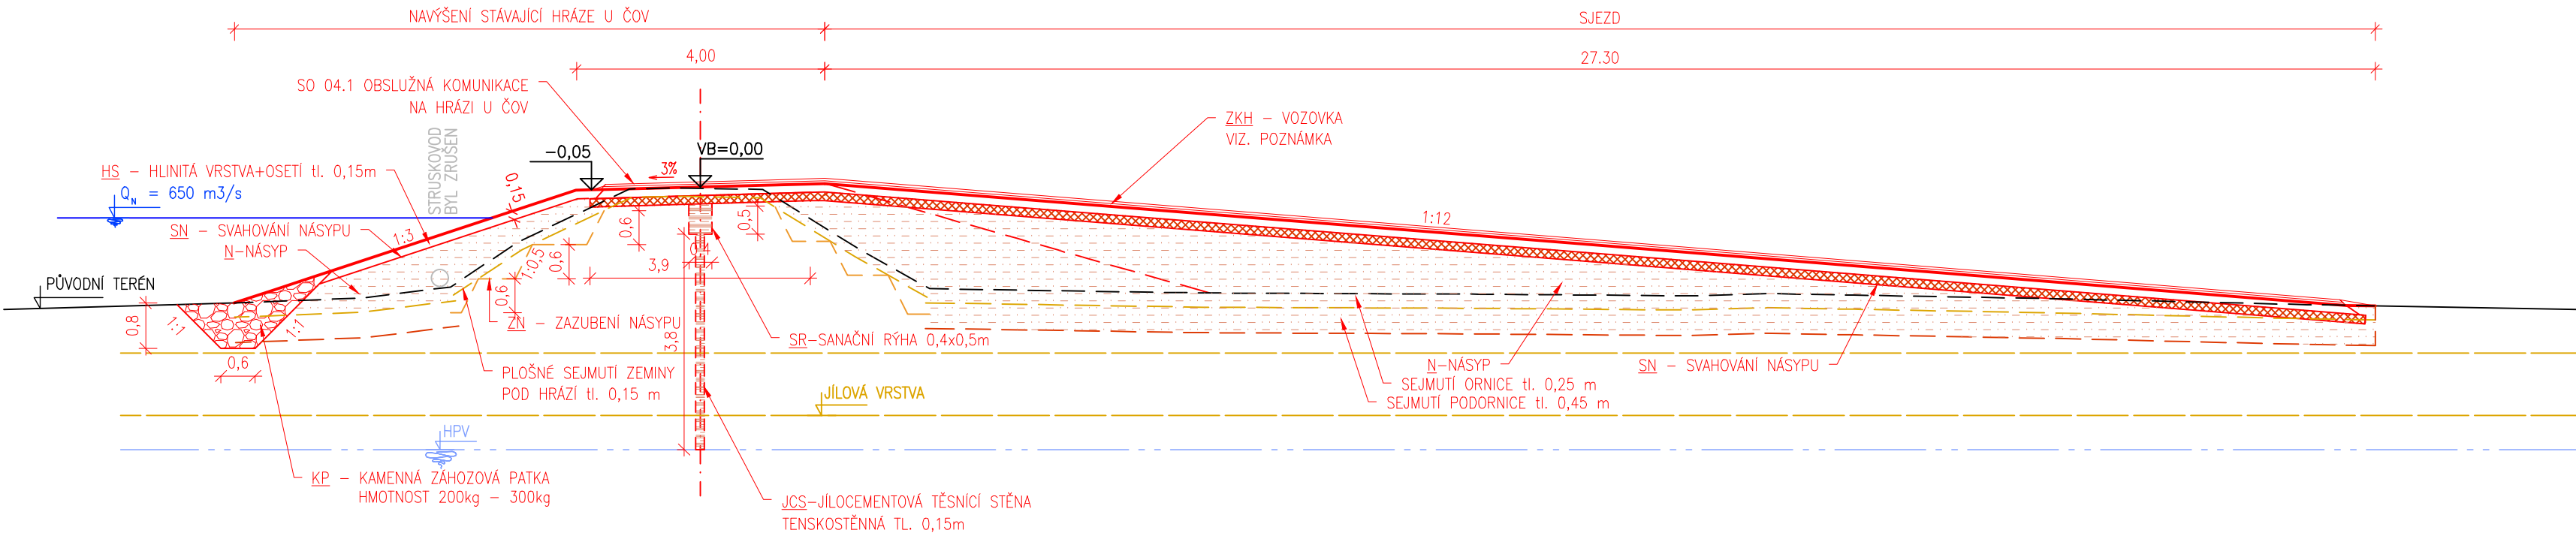 NAVÝŠENÍ STÁVAJÍCÍ HRÁZE U ČOV
SJEZD
4,00
27.30
SO 04.1 OBSLUŽNÁ KOMUNIKACE
NA HRÁZI U ČOV
ZKH – VOZOVKA
VIZ. POZNÁMKA
STRUSKOVOD
BYL ZRUŠEN
-0,05
VB=0,00
3%
HS – HLINITÁ VRSTVA+OSETÍ tl. 0,15m
QN = 650 m3/s
0,15
SN – SVAHOVÁNÍ NÁSYPU
N-NÁSYP
1:3
0,6
0,5
1:12
1:0,5
0,6
0,4
3,9
PŮVODNÍ TERÉN
0,6
0,8
1:1
1:1
ZN – ZAZUBENÍ NÁSYPU
3,82
SR-SANAČNÍ RÝHA 0,4x0,5m
0,6
PLOŠNÉ SEJMUTÍ ZEMINY
POD HRÁZÍ tl. 0,15 m
N-NÁSYP
SN – SVAHOVÁNÍ NÁSYPU
SEJMUTÍ ORNICE tl. 0,25 m
SEJMUTÍ PODORNICE tl. 0,45 m
JÍLOVÁ VRSTVA
HPV
KP – KAMENNÁ ZÁHOZOVÁ PATKA
HMOTNOST 200kg – 300kg
JCS-JÍLOCEMENTOVÁ TĚSNÍCÍ STĚNA
TENSKOSTĚNNÁ TL. 0,15m